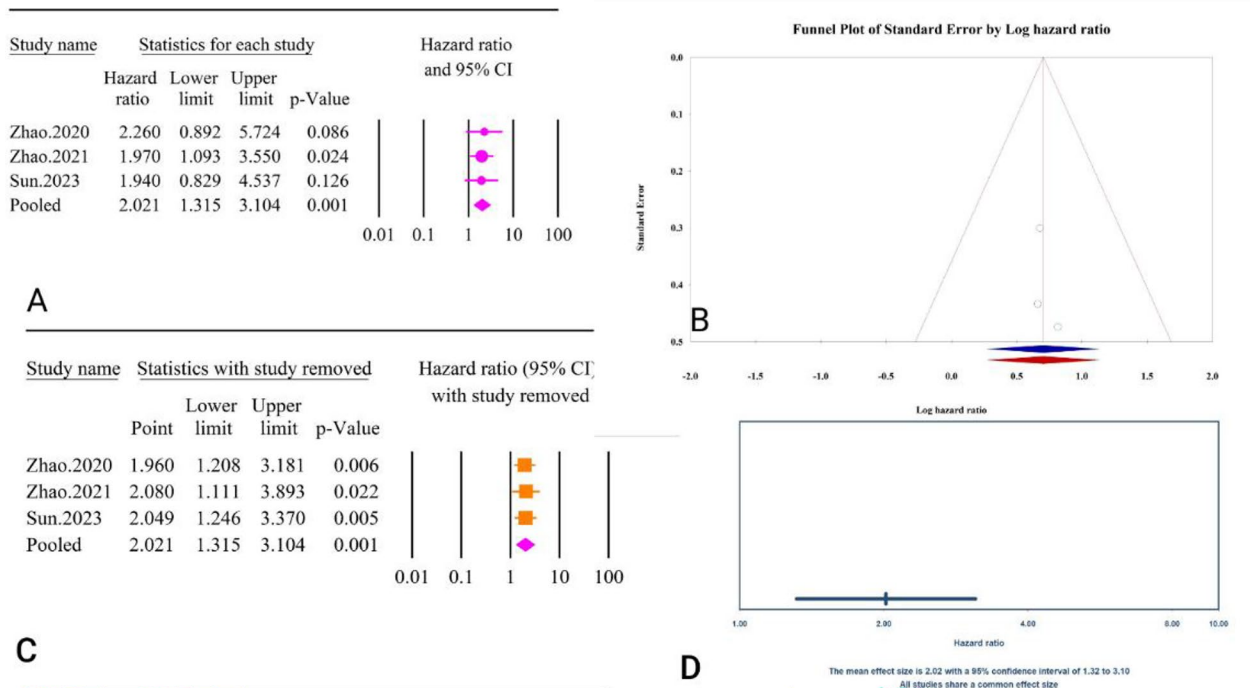 Study name Statistics for each study Hazard ratio and 95% CI
Hazard ratio Lower limit Upper limit p-Value
Zhao.2020 2.260 0.892 5.724 0.086
Zhao.2021 1.970 1.093 3.550 0.024
Sun.2023 1.940 0.829 4.537 0.126
Pooled 2.021 1.315 3.104 0.001
0.01 0.1 1 10 100
A
Funnel Plot of Standard Error by Log hazard ratio
Standard Error
0.0
0.1
0.2
0.3
0.4
0.5
-2.0 -1.5 -1.0 -0.5 0.0 0.5 1.0 1.5 2.0
Log hazard ratio
B
Study name Statistics with study removed Hazard ratio (95% CI) with study removed
Point Lower limit Upper limit p-Value
Zhao.2020 1.960 1.208 3.181 0.006
Zhao.2021 2.080 1.111 3.893 0.022
Sun.2023 2.049 1.246 3.370 0.005
Pooled 2.021 1.315 3.104 0.001
0.01 0.1 1 10 100
C
1.00 2.00 4.00 8.00 10.00
Hazard ratio
D
The mean effect size is 2.02 with a 95% confidence interval of 1.32 to 3.10
All studies share a common effect size